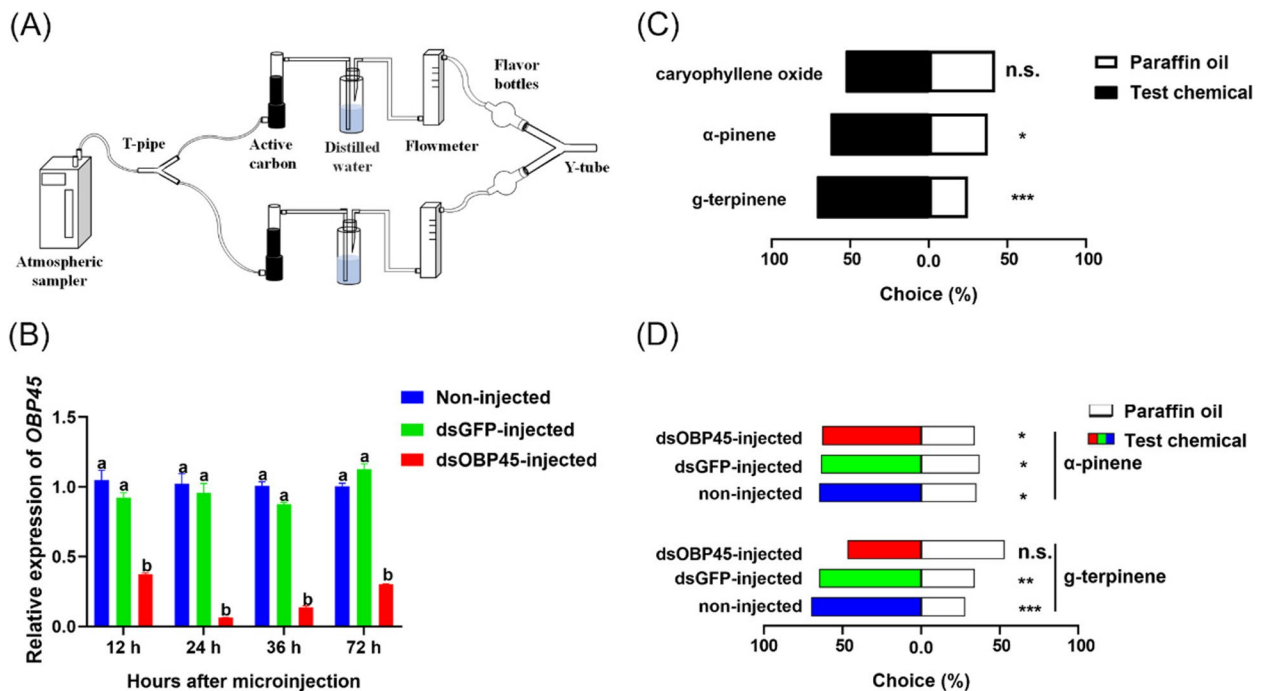 (A)
T-pipe
Atmospheric
sampler
Active
carbon
Distilled
water
Flowmeter
Flavor
bottles
Y-tube
(B)
Relative expression of OBP45
1.5
1.0
0.5
0.0
a a b
a a b
a a b
a a b
12 h 24 h 36 h 72 h
Hours after microinjection
Non-injected
dsGFP-injected
dsOBP45-injected
(C)
caryophyllene oxide n.s.
α-pinene *
g-terpinene ***
100 50 0.0 50 100
Choice (%)
Paraffin oil
Test chemical
(D)
Paraffin oil
Test chemical
dsOBP45-injected *
dsGFP-injected *
non-injected *
α-pinene
dsOBP45-injected n.s.
dsGFP-injected **
non-injected ***
g-terpinene
100 50 0.0 50 100
Choice (%)